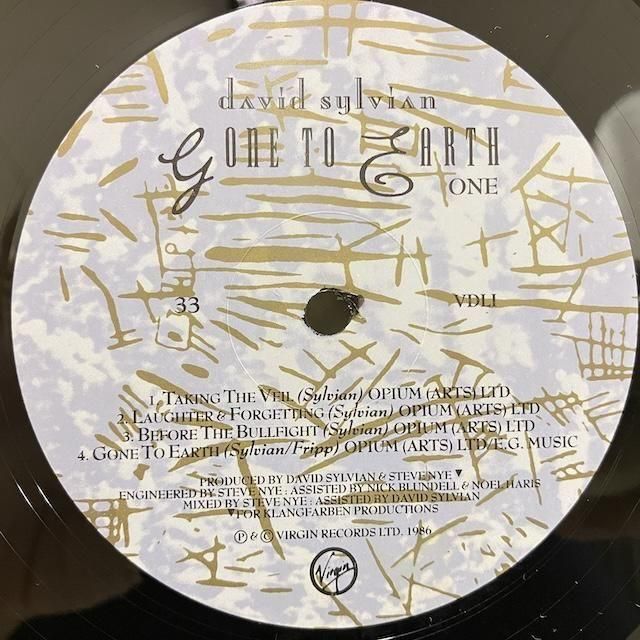 david sylvian
GONE TO EARTH
ONE
33
VDL1
1. TAKING THE VEIL (Sylvian) OPIUM (ARTS) LTD
2. LAUGHTER & FORGETTING (Sylvian) OPIUM (ARTS) LTD
3. BEFORE THE BULLFIGHT (Sylvian) OPIUM (ARTS) LTD
4. GONE TO EARTH (Sylvian/Fripp) OPIUM (ARTS) LTD/E.G. MUSIC
PRODUCED BY DAVID SYLVIAN & STEVE NYE ▼
ENGINEERED BY STEVE NYE : ASSISTED BY NICK BLUNDELL & NOEL HARIS
MIXED BY STEVE NYE : ASSISTED BY DAVID SYLVIAN
▼FOR KLANGFARBEN PRODUCTIONS
Ⓟ & © VIRGIN RECORDS LTD. 1986
Virgin